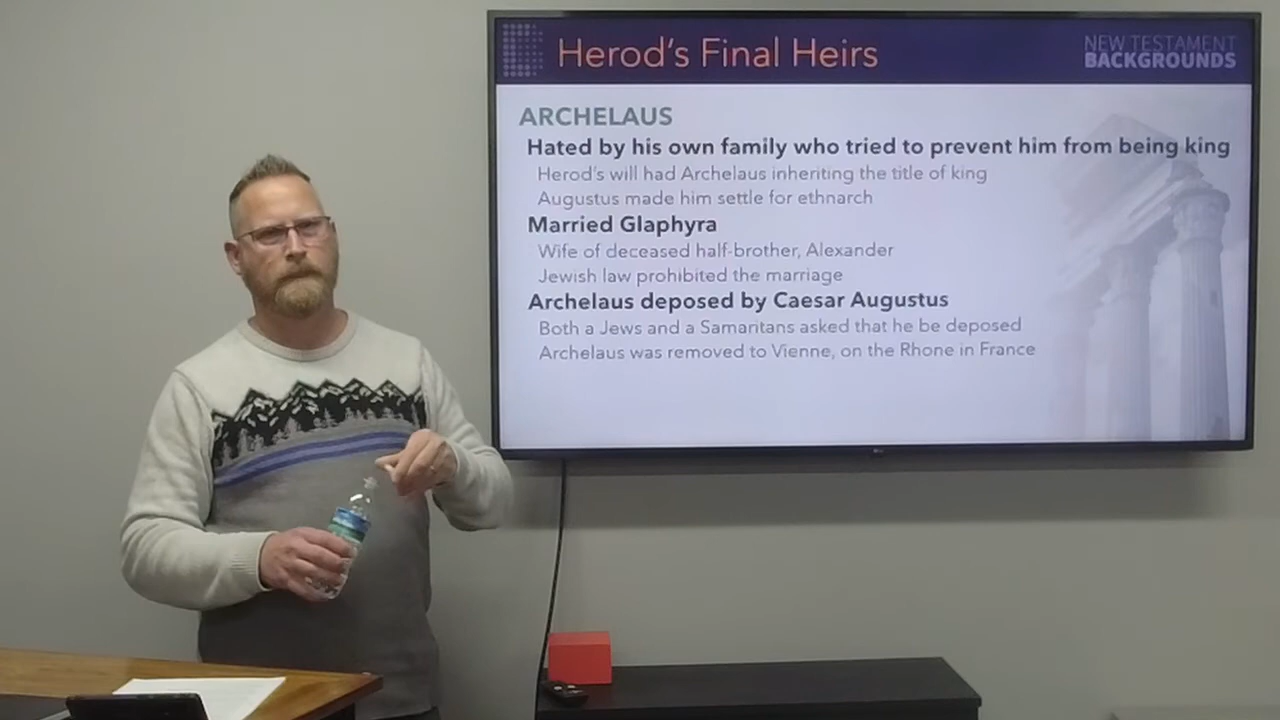 Herod's Final Heirs
NEW TESTAMENT
BACKGROUNDS
ARCHELAUS
Hated by his own family who tried to prevent him from being king
Herod's will had Archelaus inheriting the title of king
Augustus made him settle for ethnarch
Married Glaphyra
Wife of deceased half-brother, Alexander
Jewish law prohibited the marriage
Archelaus deposed by Caesar Augustus
Both a Jews and a Samaritans asked that he be deposed
Archelaus was removed to Vienne, on the Rhone in France